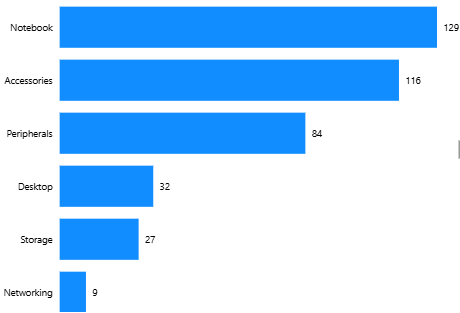 Notebook 129
Accessories 116
Peripherals 84
Desktop 32
Storage 27
Networking 9